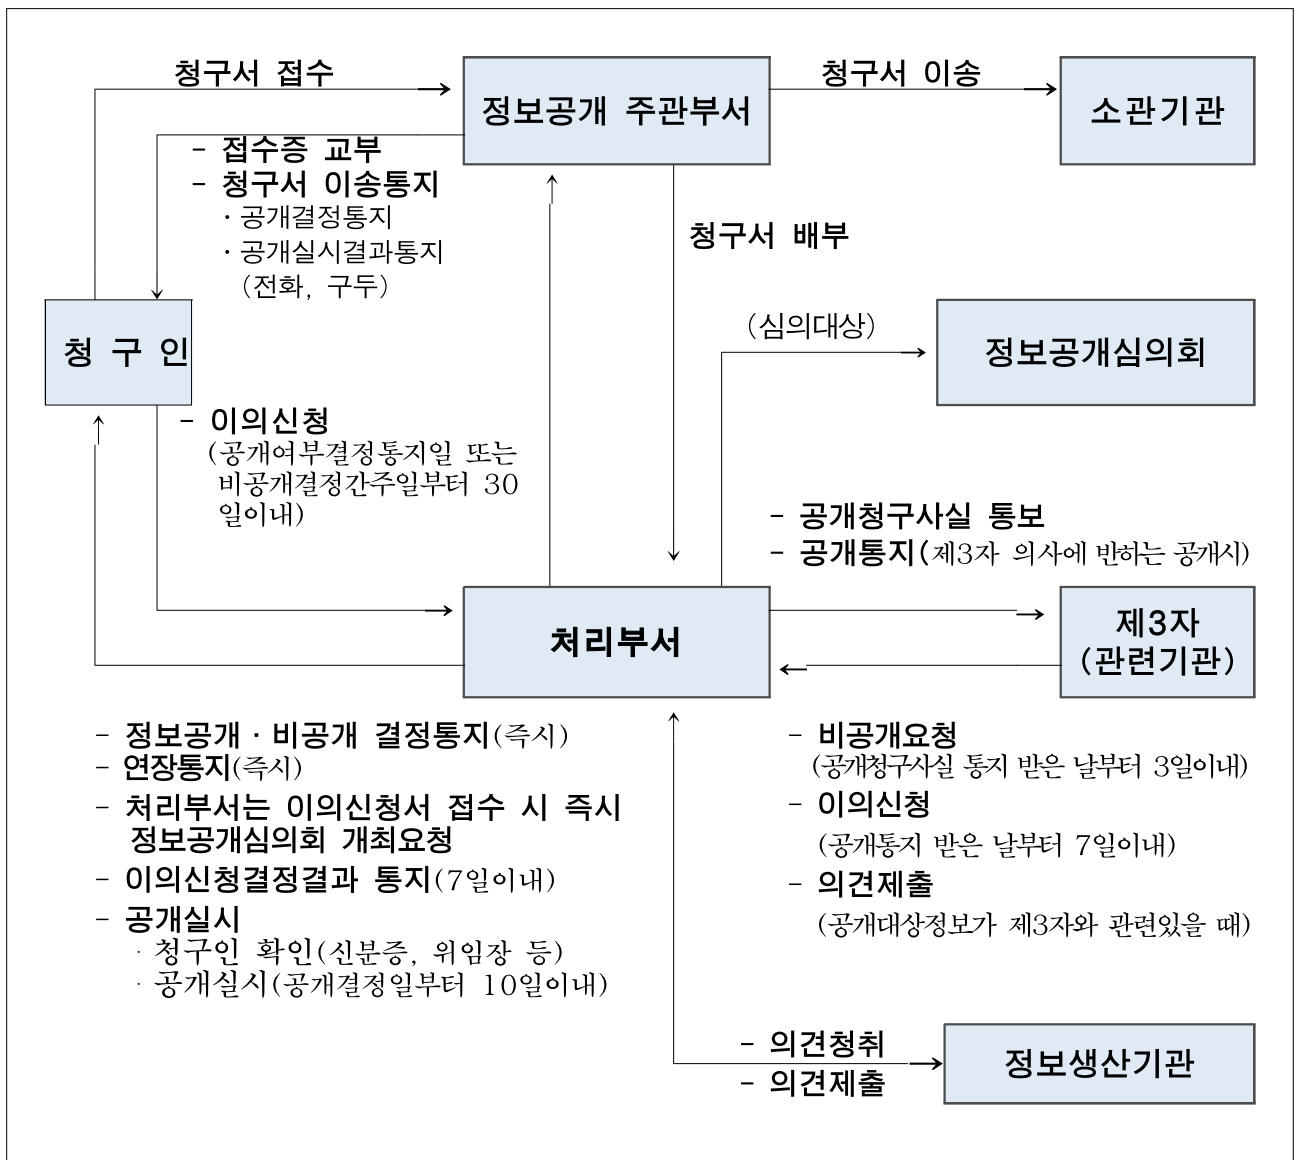 청구서 접수
정보공개 주관부서
청구서 이송
소관기관
- 접수증 교부
- 청구서 이송통지
· 공개결정통지
· 공개실시결과통지
(전화, 구두)
청구서 배부
청 구 인
(심의대상)
정보공개심의회
- 이의신청
(공개여부결정통지일 또는
비공개결정간주일부터 30
일이내)
- 공개청구사실 통보
- 공개통지(제3자 의사에 반하는 공개시)
처리부서
제3자
(관련기관)
- 정보공개 · 비공개 결정통지(즉시)
- 연장통지(즉시)
- 처리부서는 이의신청서 접수 시 즉시
정보공개심의회 개최요청
- 이의신청결정결과 통지(7일이내)
- 공개실시
· 청구인 확인(신분증, 위임장 등)
· 공개실시(공개결정일부터 10일이내)
- 비공개요청
(공개청구사실 통지 받은 날부터 3일이내)
- 이의신청
(공개통지 받은 날부터 7일이내)
- 의견제출
(공개대상정보가 제3자와 관련있을 때)
- 의견청취
- 의견제출
정보생산기관